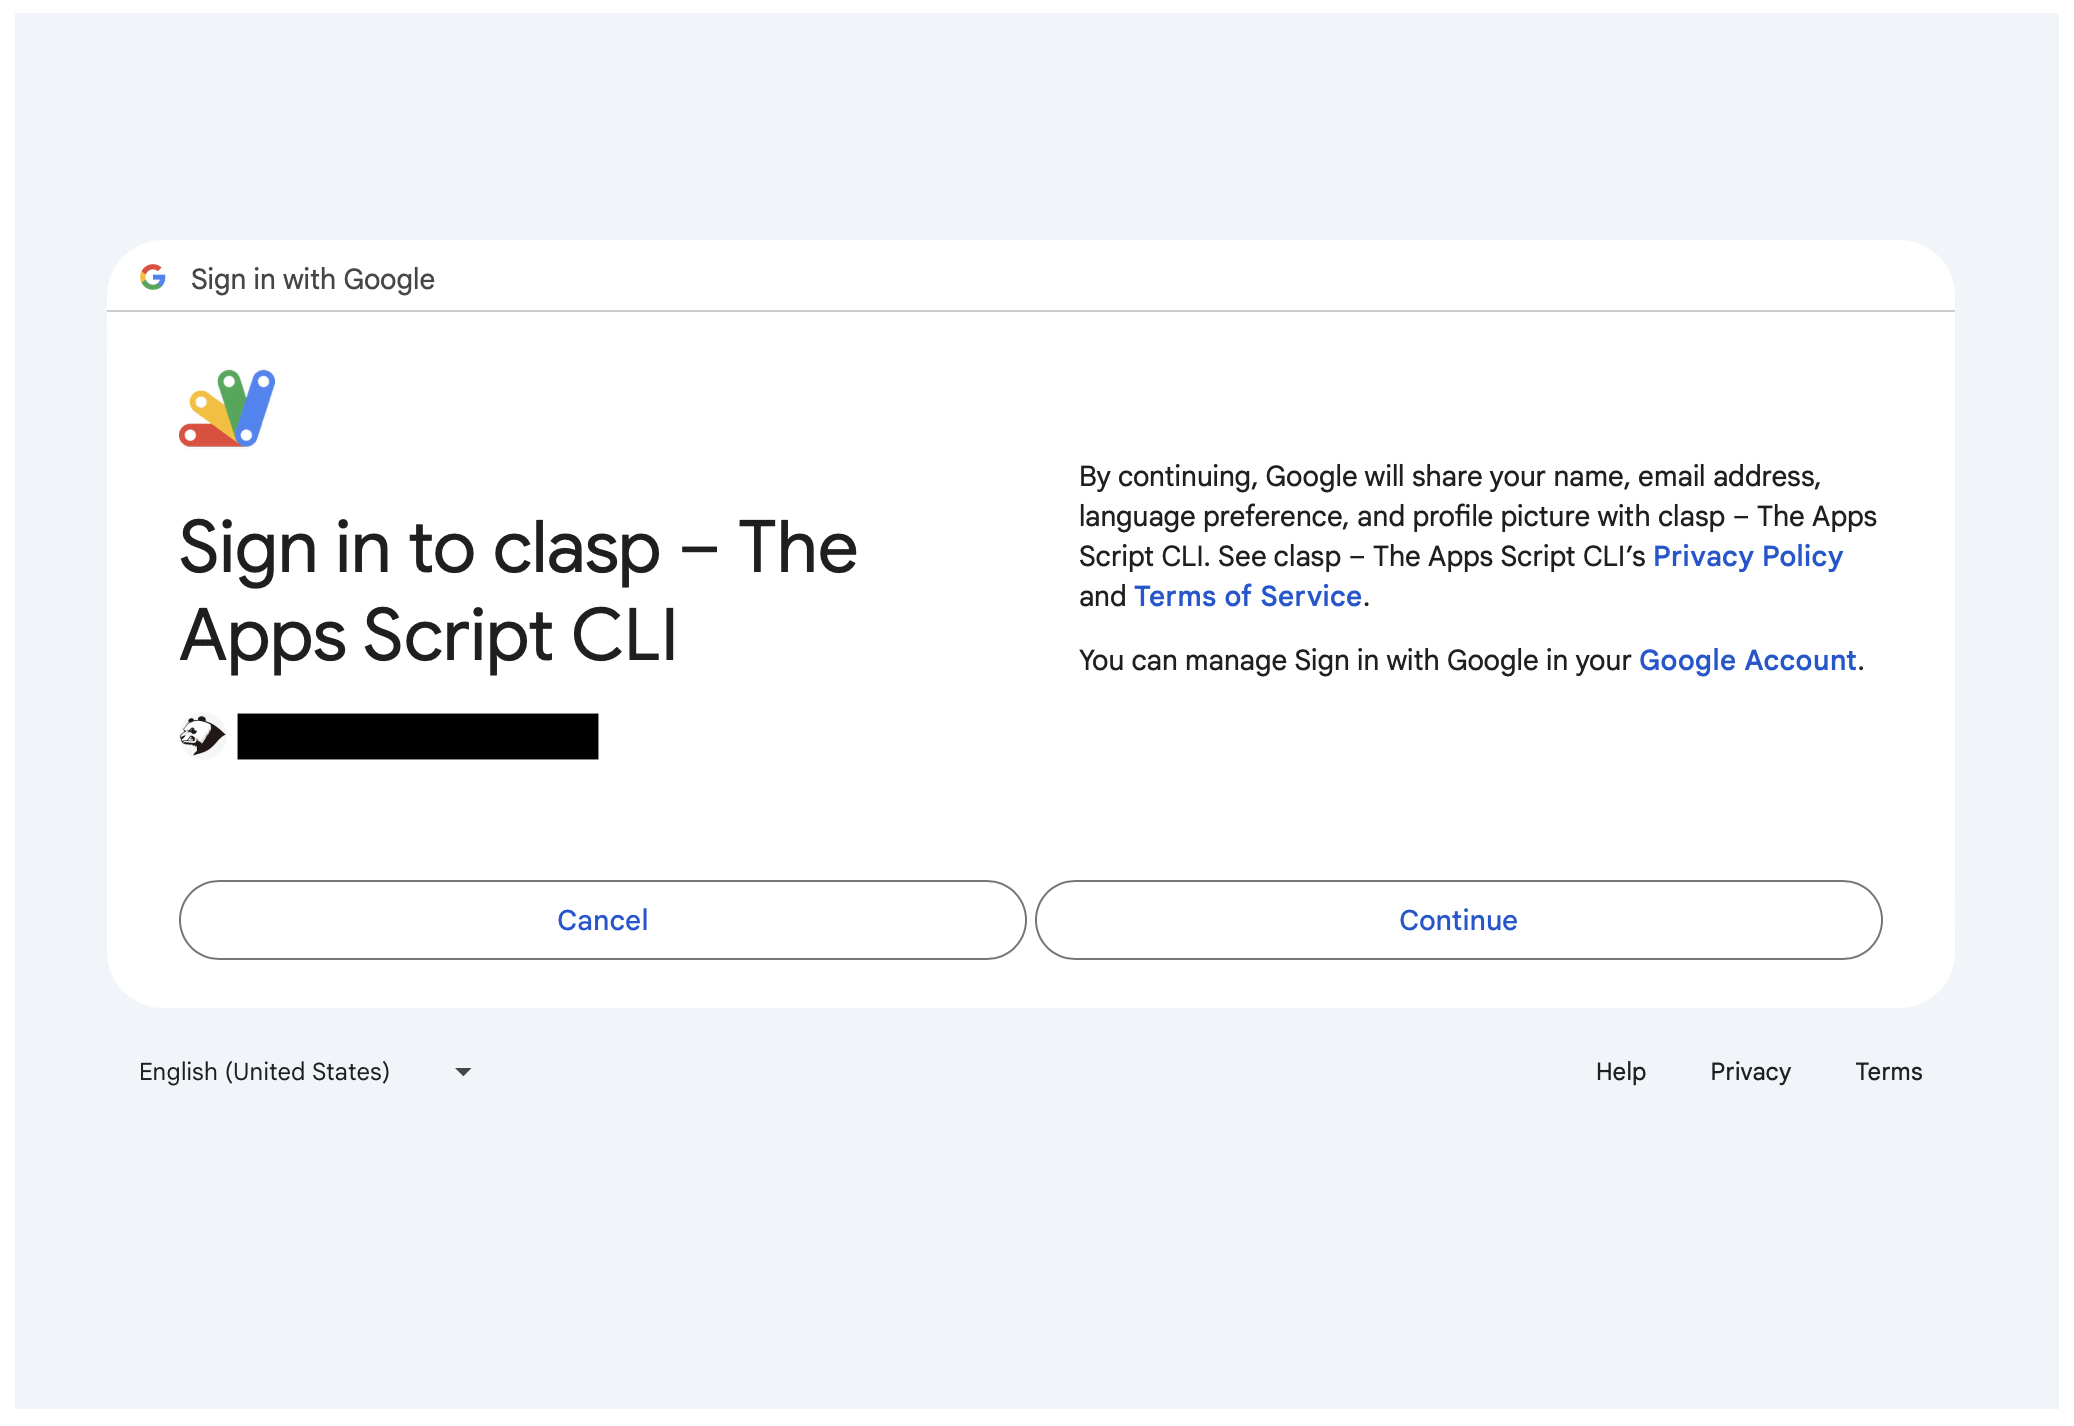 Sign in with Google
Sign in to clasp – The
Apps Script CLI
By continuing, Google will share your name, email address,
language preference, and profile picture with clasp – The Apps
Script CLI. See clasp – The Apps Script CLI’s Privacy Policy
and Terms of Service.
You can manage Sign in with Google in your Google Account.
Cancel
Continue
English (United States)
Help
Privacy
Terms